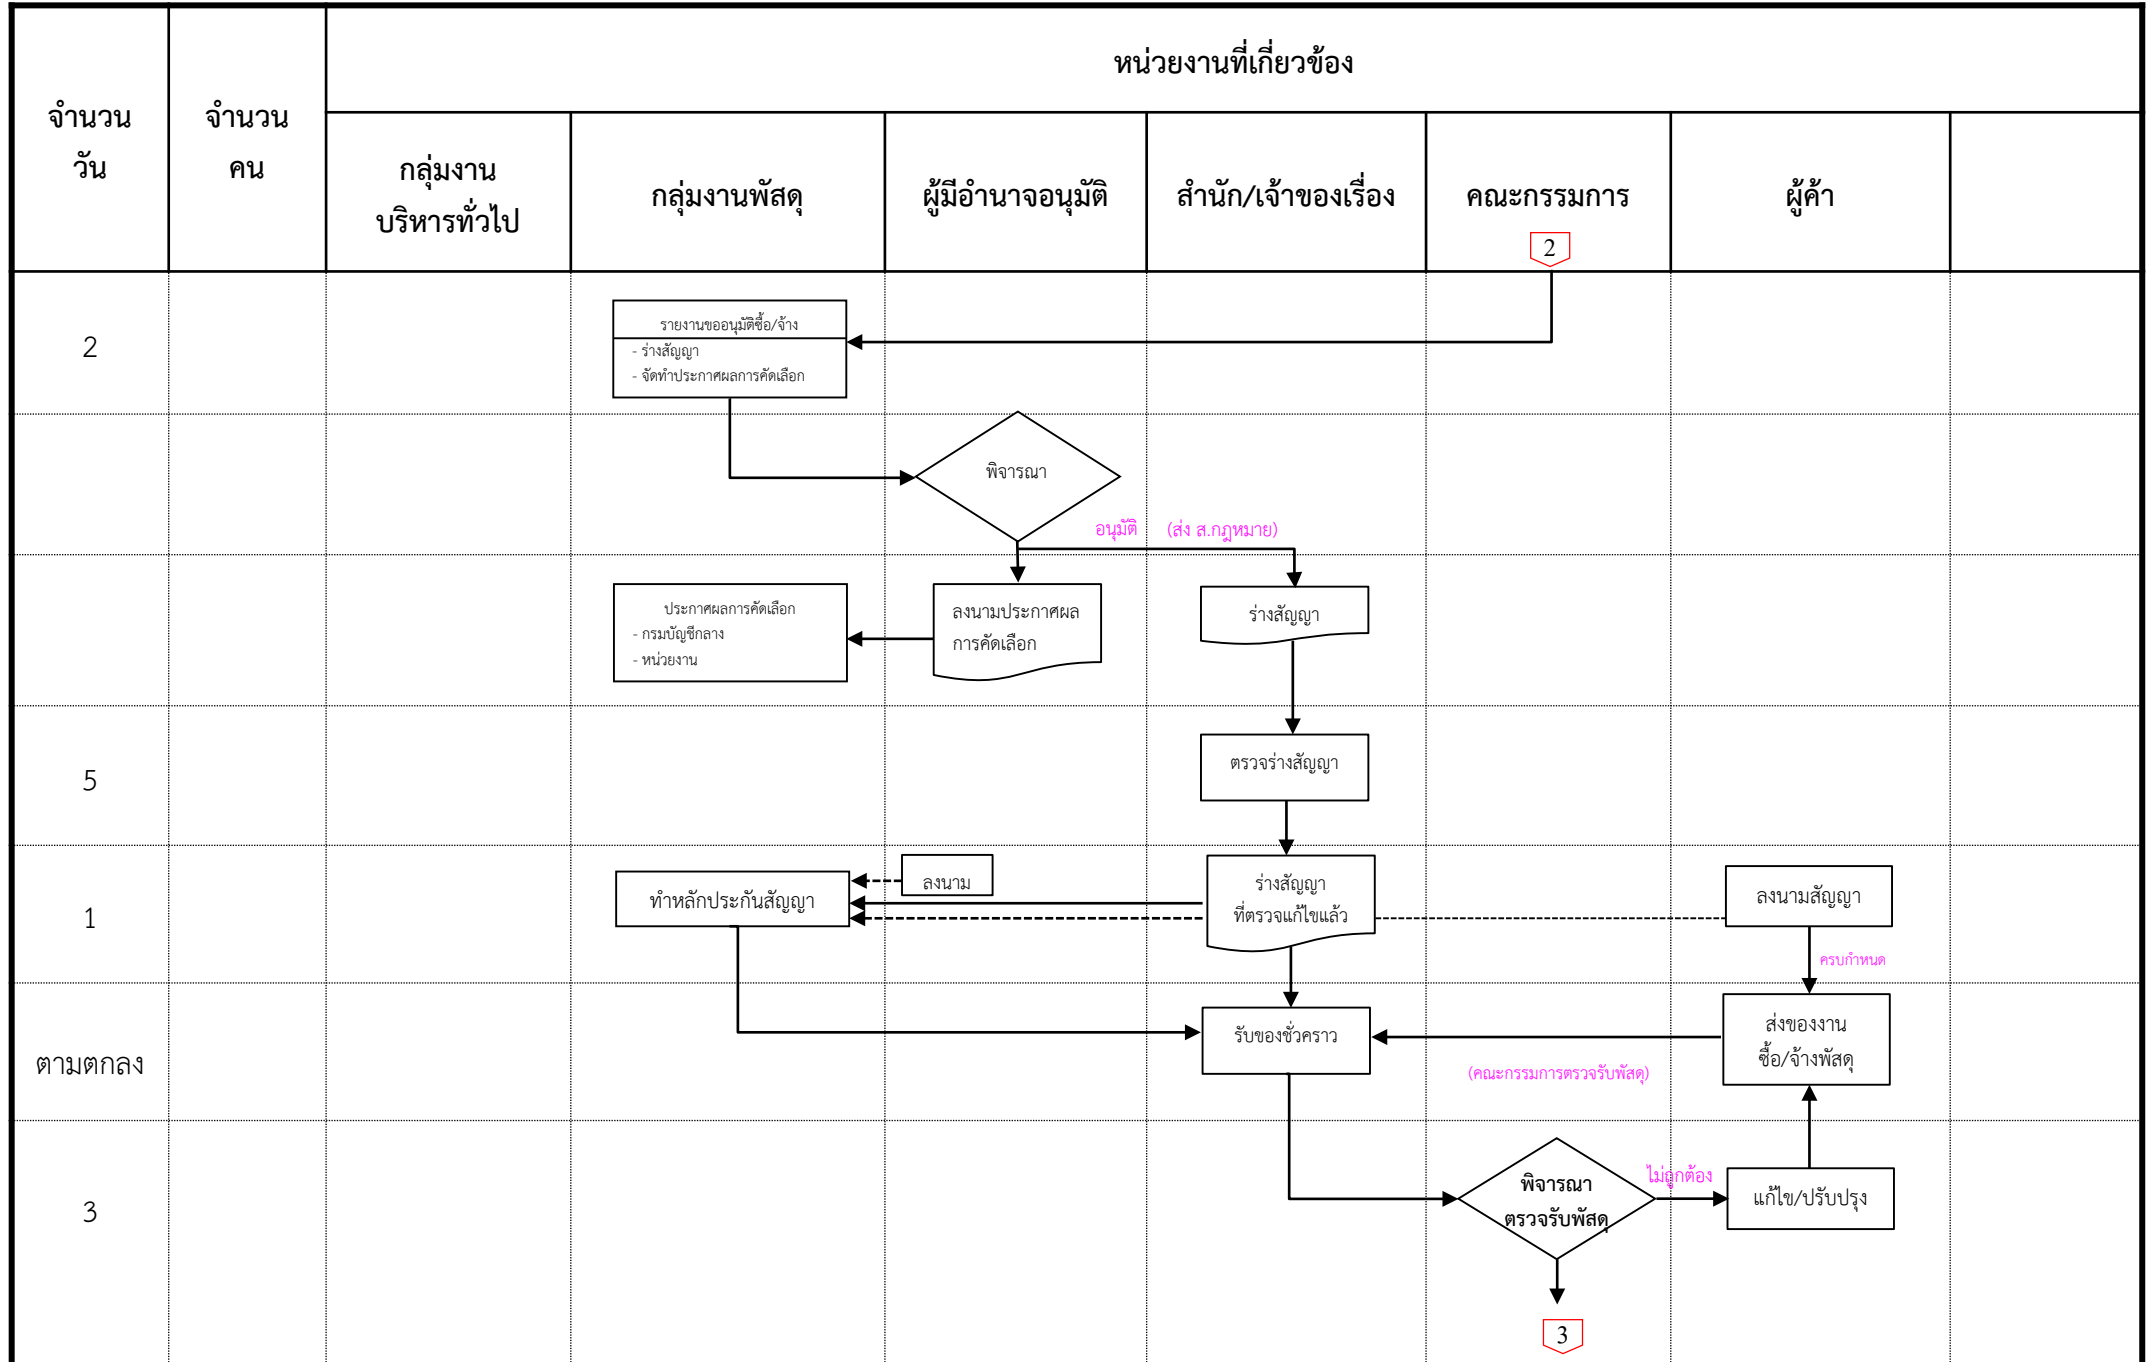 หน่วยงานที่เกี่ยวข้อง
จำนวน
วัน
จำนวน
คน
กลุ่มงาน
บริหารทั่วไป
กลุ่มงานพัสดุ
ผู้มีอำนาจอนุมัติ
สำนัก/เจ้าของเรื่อง
คณะกรรมการ
ผู้ค้า
2
2
รายงานขออนุมัติซื้อ/จ้าง
- ร่างสัญญา
- จัดทำประกาศผลการคัดเลือก
พิจารณา
อนุมัติ
(ส่ง ส.กฎหมาย)
ประกาศผลการคัดเลือก
- กรมบัญชีกลาง
- หน่วยงาน
ลงนามประกาศผล
การคัดเลือก
ร่างสัญญา
5
ตรวจร่างสัญญา
1
ทำหลักประกันสัญญา
ลงนาม
ร่างสัญญา
ที่ตรวจแก้ไขแล้ว
ลงนามสัญญา
ครบกำหนด
ตามตกลง
รับของชั่วคราว
ส่งของงาน
ซื้อ/จ้างพัสดุ
(คณะกรรมการตรวจรับพัสดุ)
3
พิจารณา
ตรวจรับพัสดุ
ไม่ถูกต้อง
แก้ไข/ปรับปรุง
3